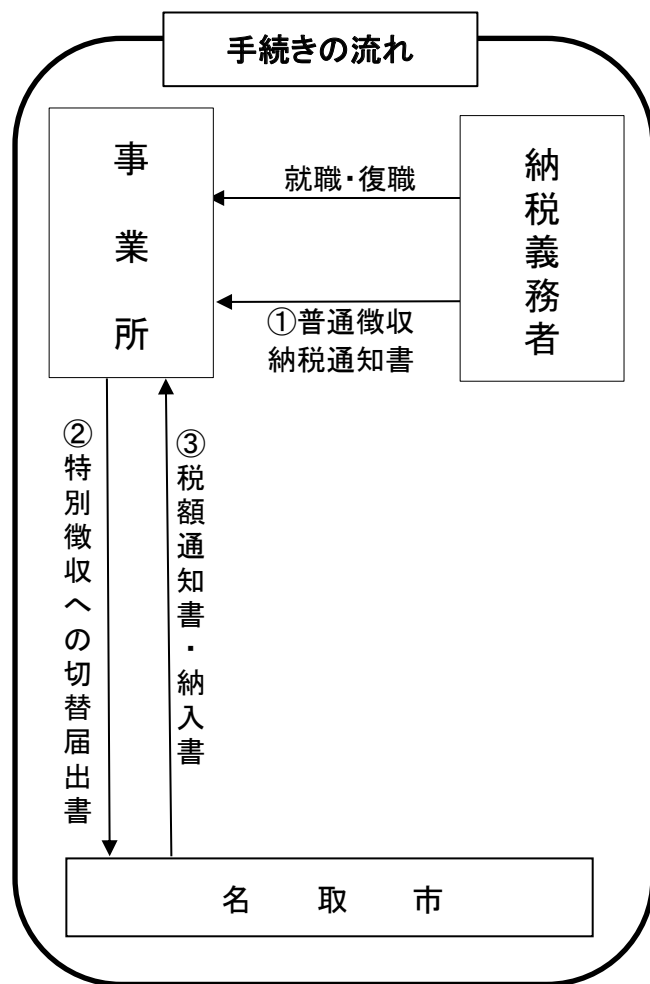 手続きの流れ
事業所
納税義務者
就職・復職
①普通徴収
納税通知書
②特別徴収への切替届出書
③税額通知書・納入書
名取市